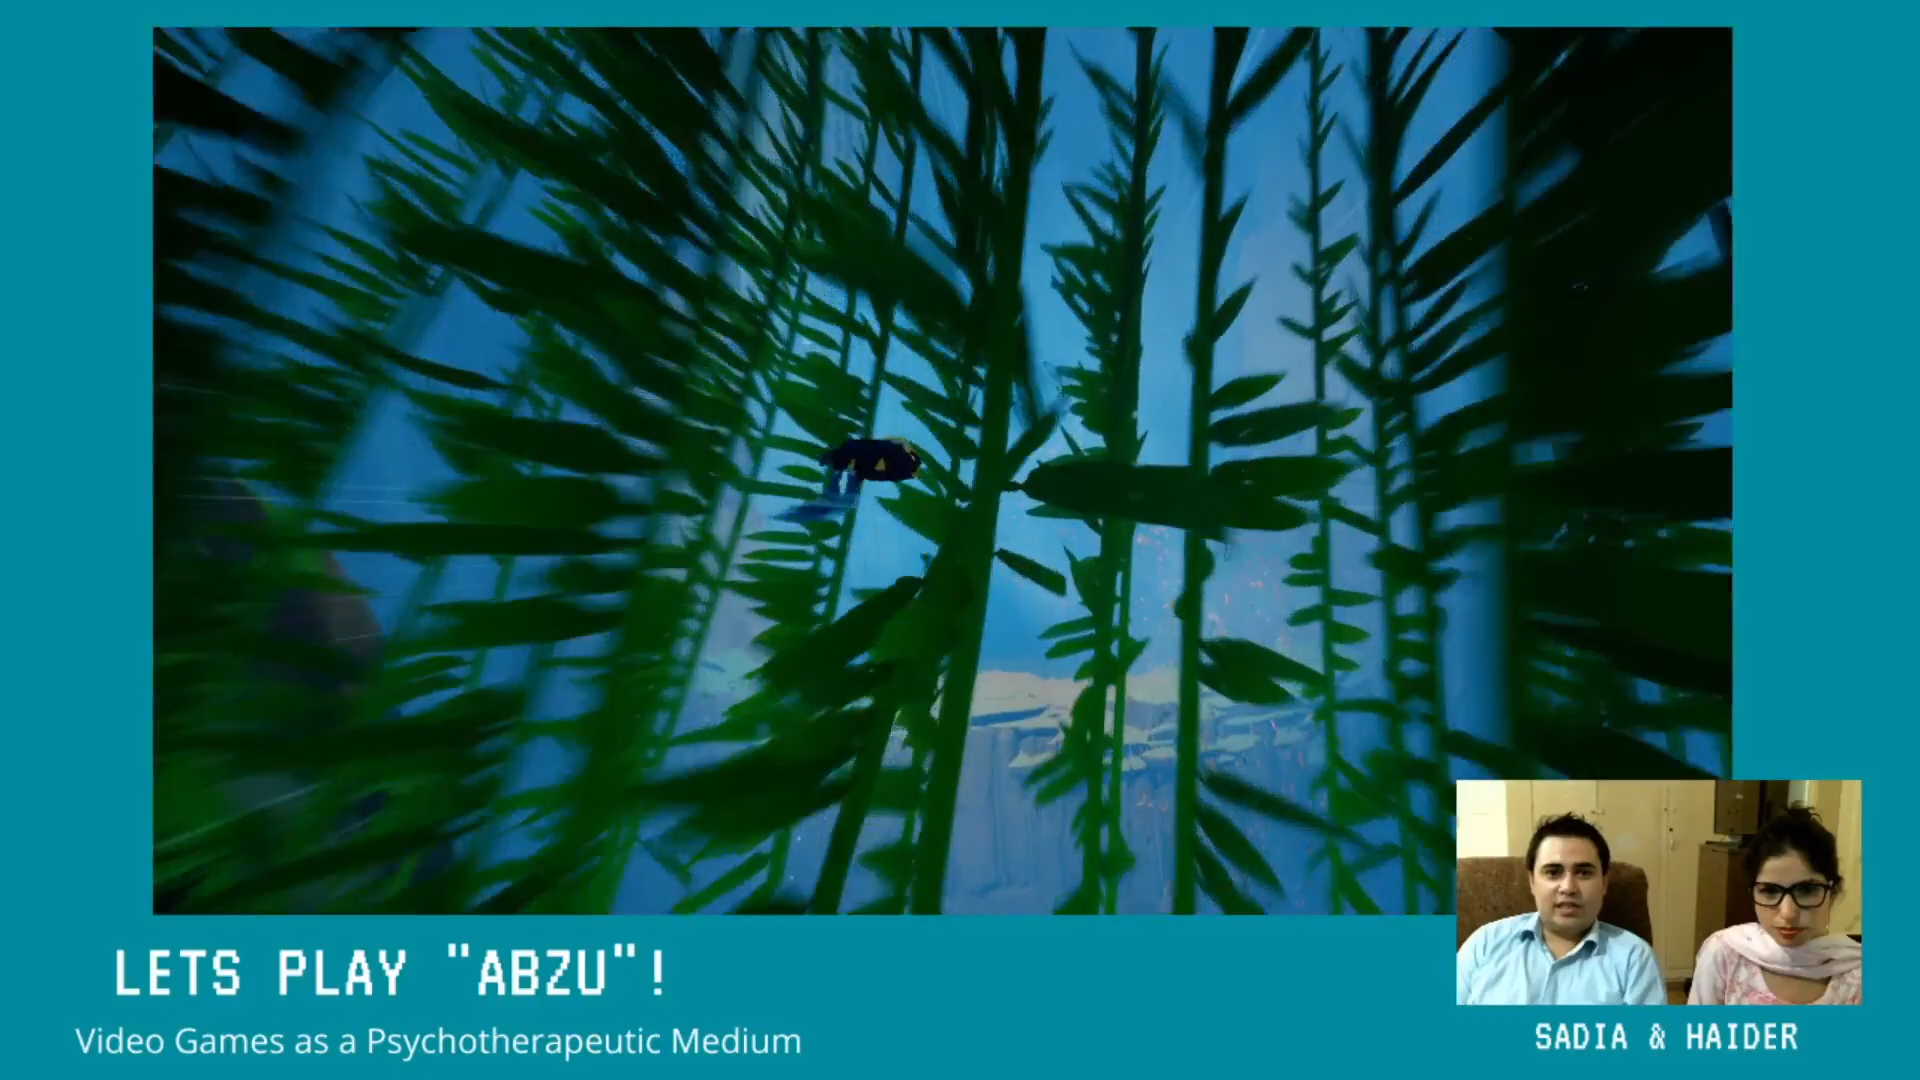 LETS PLAY "ABZU"!
Video Games as a Psychotherapeutic Medium
SADIA & HAIDER